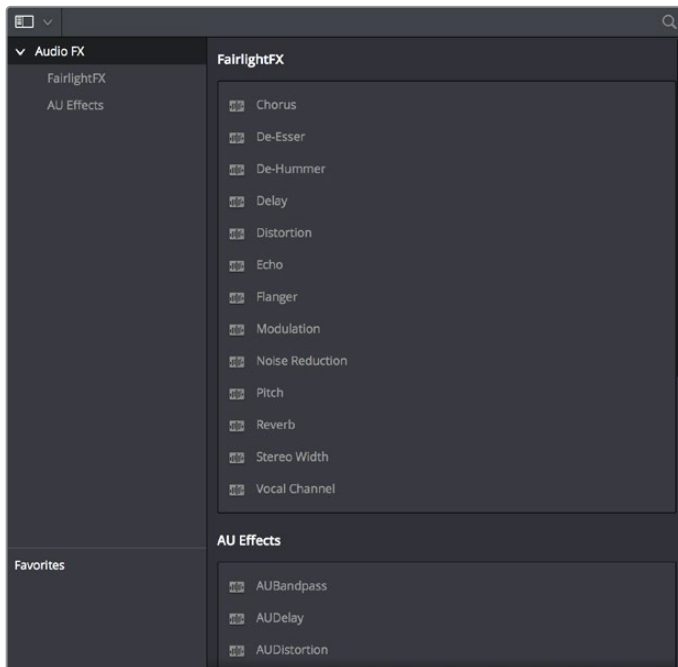 Audio FX
FairlightFX
AU Effects
Favorites
FairlightFX
Chorus
De-Esser
De-Hummer
Delay
Distortion
Echo
Flanger
Modulation
Noise Reduction
Pitch
Reverb
Stereo Width
Vocal Channel
AU Effects
AUBandpass
AUDelay
AUDistortion